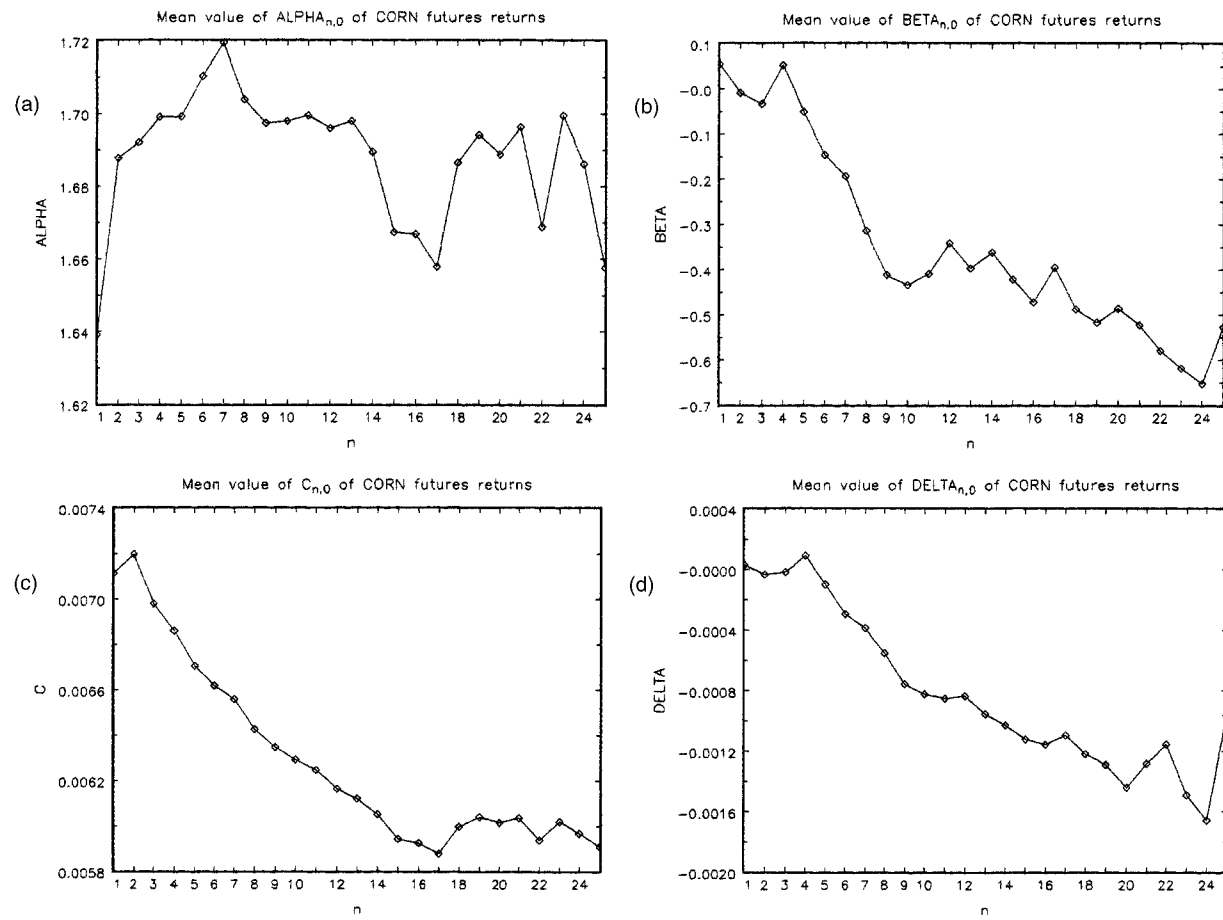 Mean value of ALPHA n,0 of CORN futures returns
(a)
1.72
1.70
1.68
1.66
1.64
1.62
ALPHA
1 2 3 4 5 6 7 8 9 10 12 14 16 18 20 22 24
n
Mean value of BETA n,0 of CORN futures returns
(b)
0.1
-0.0
-0.1
-0.2
-0.3
-0.4
-0.5
-0.6
-0.7
BETA
1 2 3 4 5 6 7 8 9 10 12 14 16 18 20 22 24
n
Mean value of C n,0 of CORN futures returns
(c)
0.0074
0.0070
0.0066
0.0062
0.0058
C
1 2 3 4 5 6 7 8 9 10 12 14 16 18 20 22 24
n
Mean value of DELTA n,0 of CORN futures returns
(d)
0.0004
-0.0000
-0.0004
-0.0008
-0.0012
-0.0016
-0.0020
DELTA
1 2 3 4 5 6 7 8 9 10 12 14 16 18 20 22 24
n